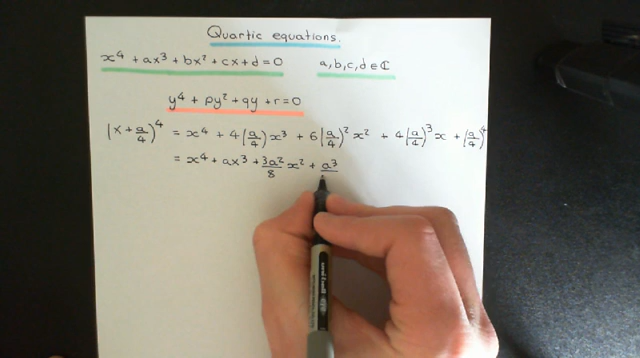 Quartic equations.
x⁴ + ax³ + bx² + cx + d = 0 a, b, c, d ∈ ℂ
y⁴ + py² + qy + r = 0
(x + a/4)⁴ = x⁴ + 4(a/4)x³ + 6(a/4)²x² + 4(a/4)³x + (a/4)⁴
= x⁴ + ax³ + 3a²/8 x² + a³